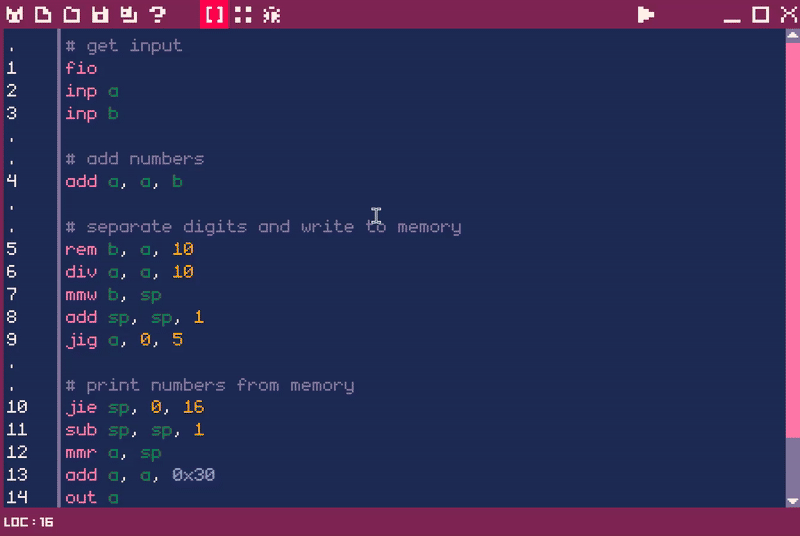 . # get input
1 fio
2 inp a
3 inp b
.
. # add numbers
4 add a, a, b
.
. # separate digits and write to memory
5 rem b, a, 10
6 div a, a, 10
7 mmw b, sp
8 add sp, sp, 1
9 jig a, 0, 5
.
. # print numbers from memory
10 jie sp, 0, 16
11 sub sp, sp, 1
12 mmr a, sp
13 add a, a, 0x30
14 out a
LOC:16